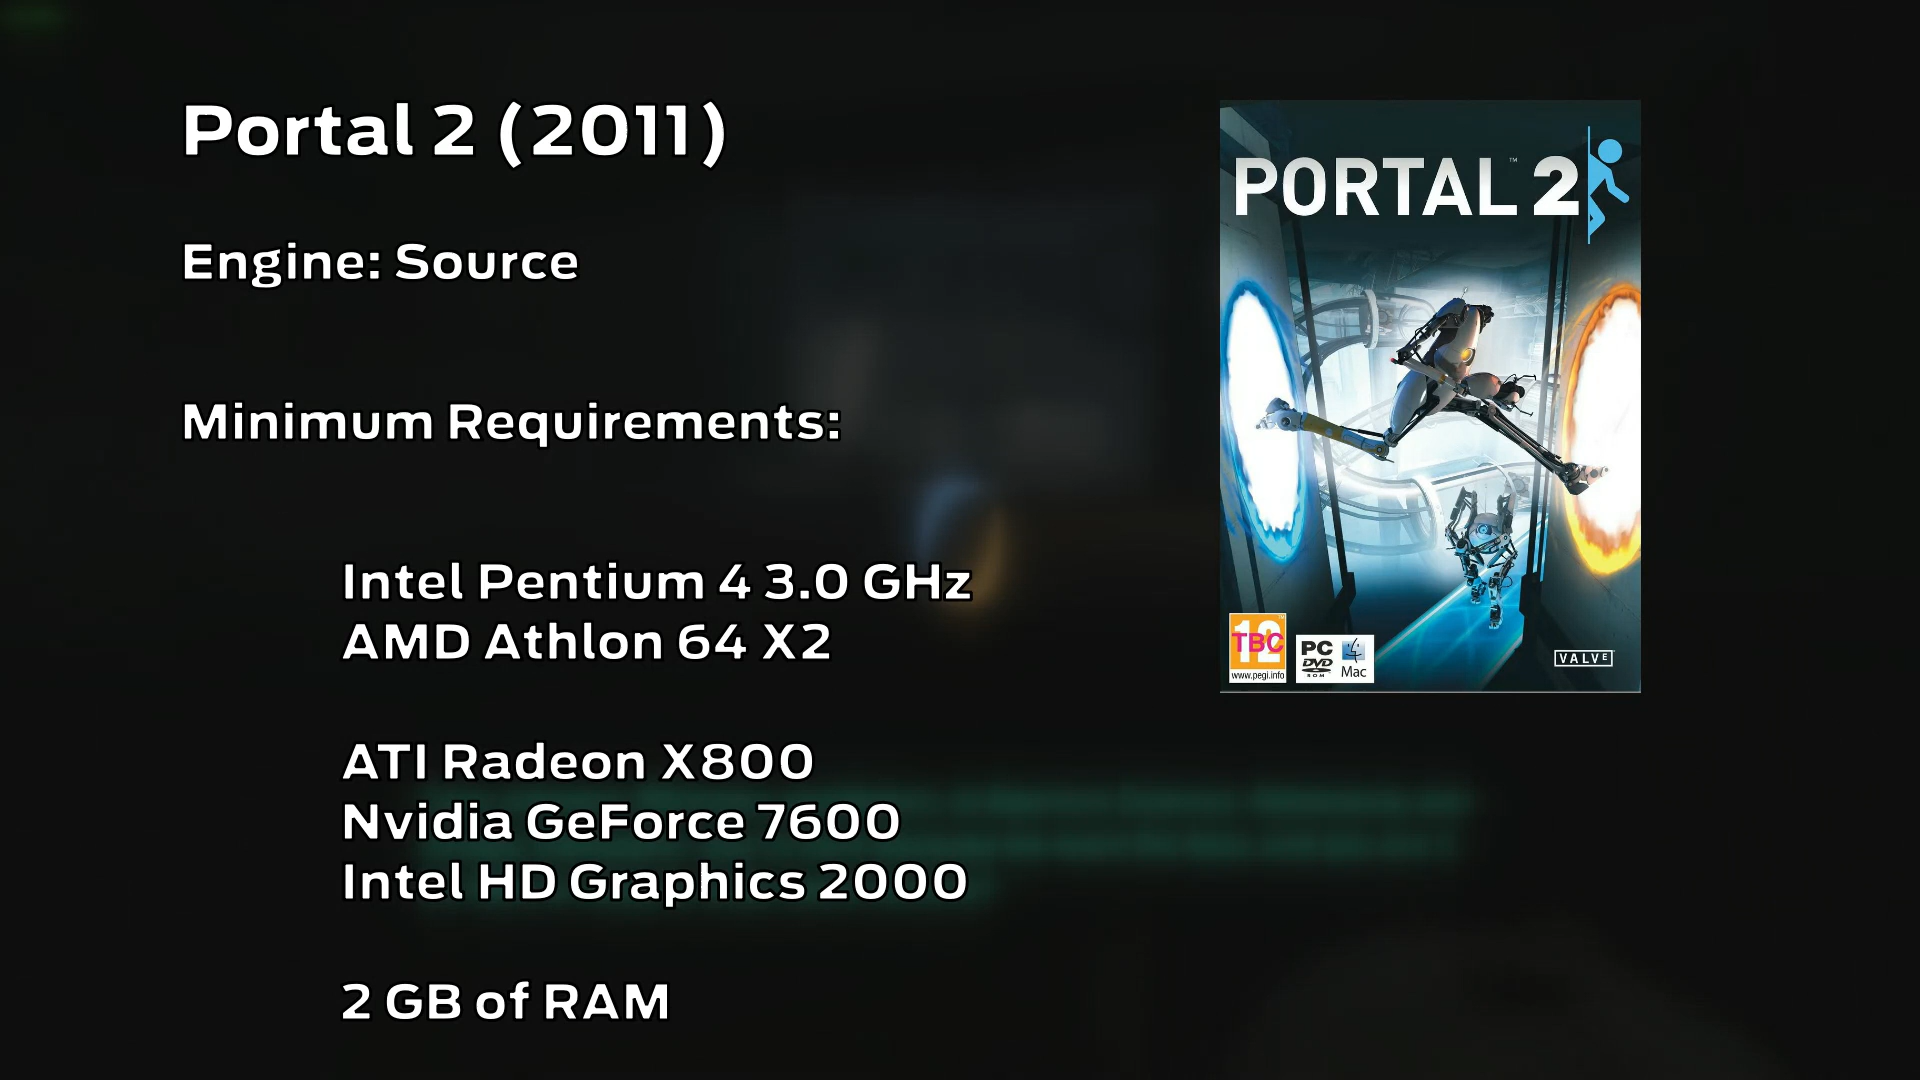 Portal 2 (2011)
Engine: Source
Minimum Requirements:
Intel Pentium 4 3.0 GHz
AMD Athlon 64 X2
ATI Radeon X800
Nvidia GeForce 7600
Intel HD Graphics 2000
2 GB of RAM
PORTAL™ 2
12
TBC
www.pegi.info
PC
DVD
ROM
Mac
VALVE